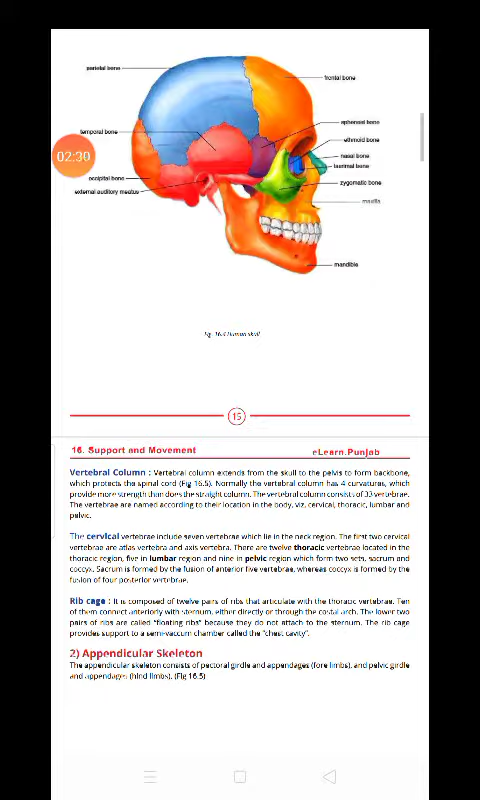 parietal bone
frontal bone
sphenoid bone
temporal bone
ethmoid bone
02:30
nasal bone
lacrimal bone
occipital bone
zygomatic bone
external auditory meatus
maxilla
mandible
Fig. 16.4 Human skull
15
16. Support and Movement eLearn.Punjab
Vertebral Column : Vertebral column extends from the skull to the pelvis to form backbone,
which protects the spinal cord (Fig 16.5). Normally the vertebral column has 4 curvatures, which
provide more strength than does the straight column. The vertebral column consists of 33 vertebrae.
The vertebrae are named according to their location in the body, viz, cervical, thoracic, lumbar and
pelvic.
The cervical vertebrae include seven vertebrae which lie in the neck region. The first two cervical
vertebrae are atlas vertebra and axis vertebra. There are twelve thoracic vertebrae located in the
thoracic region, five in lumbar region and nine in pelvic region which form two sets, sacrum and
coccyx. Sacrum is formed by the fusion of anterior five vertebrae, whereas coccyx is formed by the
fusion of four posterior vertebrae.
Rib cage : It is composed of twelve pairs of ribs that articulate with the thoracic vertebrae. Ten
of them connect anteriorly with sternum, either directly or through the costal arch. The lower two
pairs of ribs are called "floating ribs" because they do not attach to the sternum. The rib cage
provides support to a semi-vaccum chamber called the "chest cavity".
2) Appendicular Skeleton
The appendicular skeleton consists of pectoral girdle and appendages (fore limbs), and pelvic girdle
and appendages (hind limbs). (Fig 16.5)